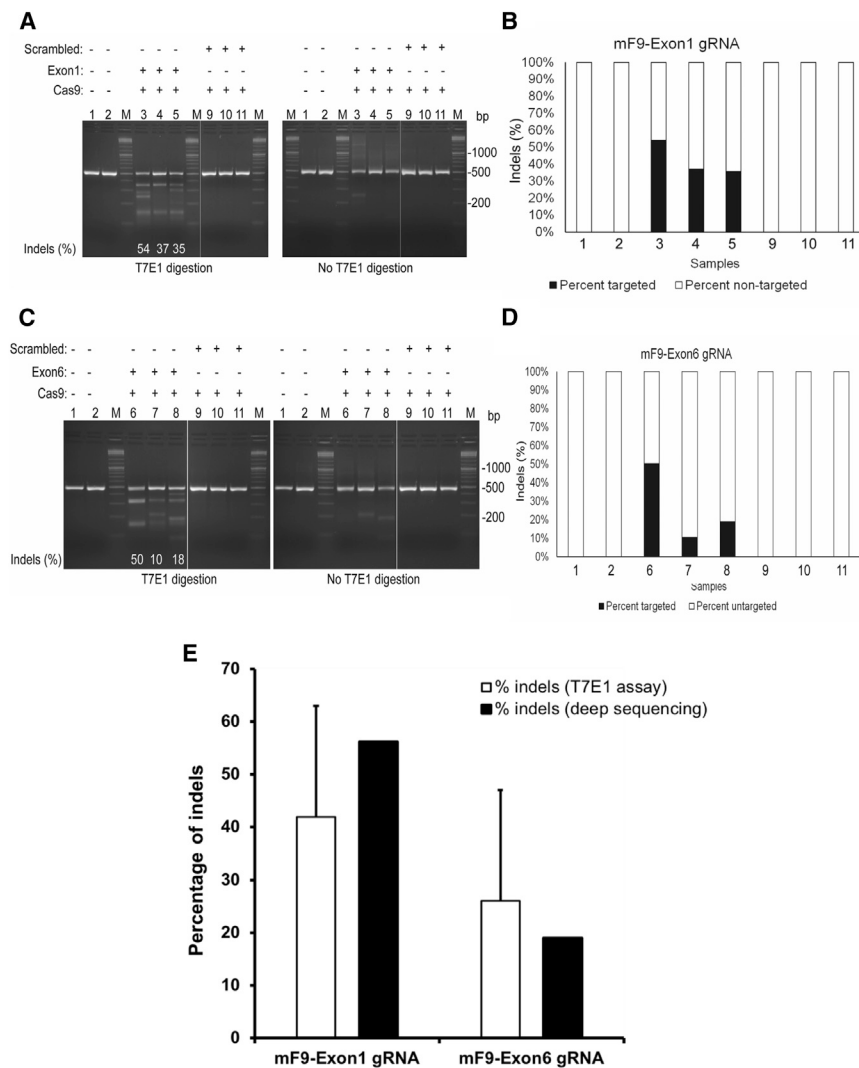 A
Scrambled: - - - - - + + + - - - - - + + +
Exon1: - - + + + - - - - - + + + - - -
Cas9: - - + + + + + + - - + + + + + +
1 2 M 3 4 5 M 9 10 11 M M 1 2 M 3 4 5 M 9 10 11 M bp
-1000
-500
-200
Indels (%) 54 37 35
T7E1 digestion No T7E1 digestion
B
mF9-Exon1 gRNA
Indels (%)
100%
90%
80%
70%
60%
50%
40%
30%
20%
10%
0%
1 2 3 4 5 9 10 11
Samples
Percent targeted Percent non-targeted
C
Scrambled: - - - - - + + + - - - - - + + +
Exon6: - - + + + - - - - - + + + - - -
Cas9: - - + + + + + + - - + + + + + +
1 2 M 6 7 8 9 10 11 M 1 2 M 6 7 8 9 10 11 M bp
-1000
-500
-200
Indels (%) 50 10 18
T7E1 digestion No T7E1 digestion
D
mF9-Exon6 gRNA
Indels (%)
100%
90%
80%
70%
60%
50%
40%
30%
20%
10%
0%
1 2 6 7 8 9 10 11
Samples
Percent targeted Percent untargeted
E
Percentage of indels
70
60
50
40
30
20
10
0
% indels (T7E1 assay)
% indels (deep sequencing)
mF9-Exon1 gRNA mF9-Exon6 gRNA